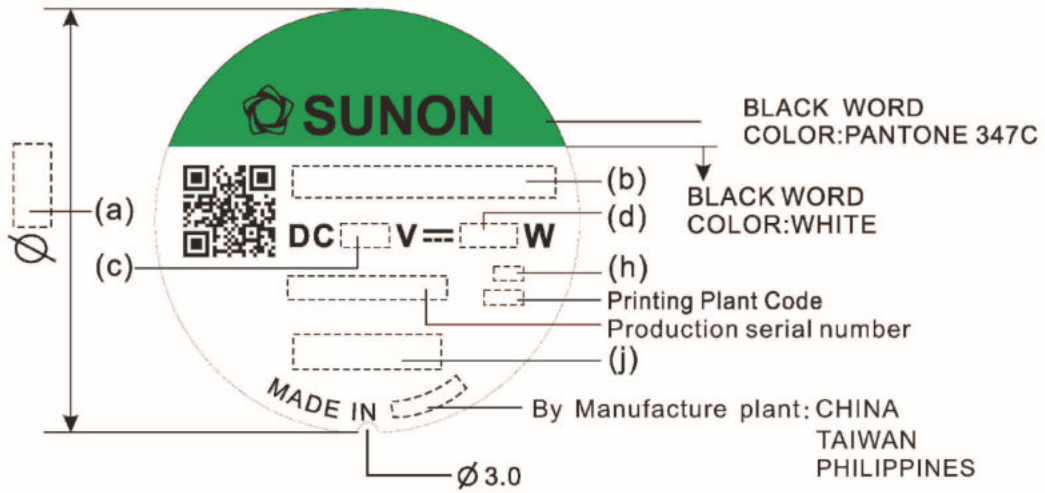 SUNON
BLACK WORD
COLOR:PANTONE 347C
(b)
BLACK WORD
COLOR:WHITE
(a)
Ø
(d)
DC V W
(c)
(h)
Printing Plant Code
Production serial number
(j)
MADE IN
By Manufacture plant: CHINA
TAIWAN
PHILIPPINES
Ø 3.0